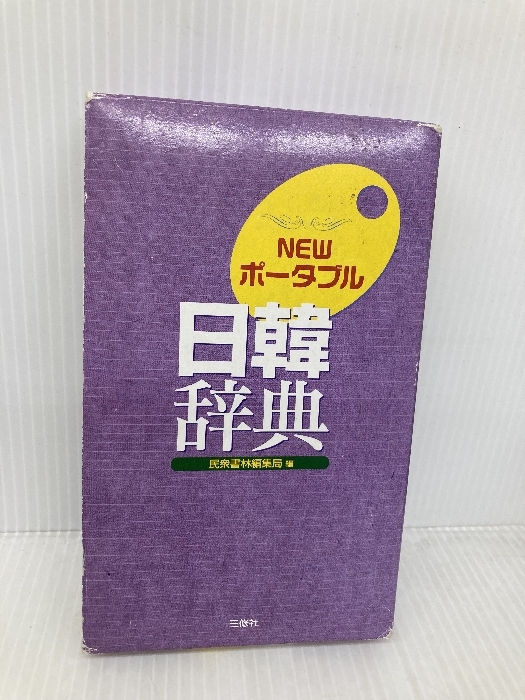 NEW
ポータブル
日韓
辞典
民衆書林編集局 編
三修社